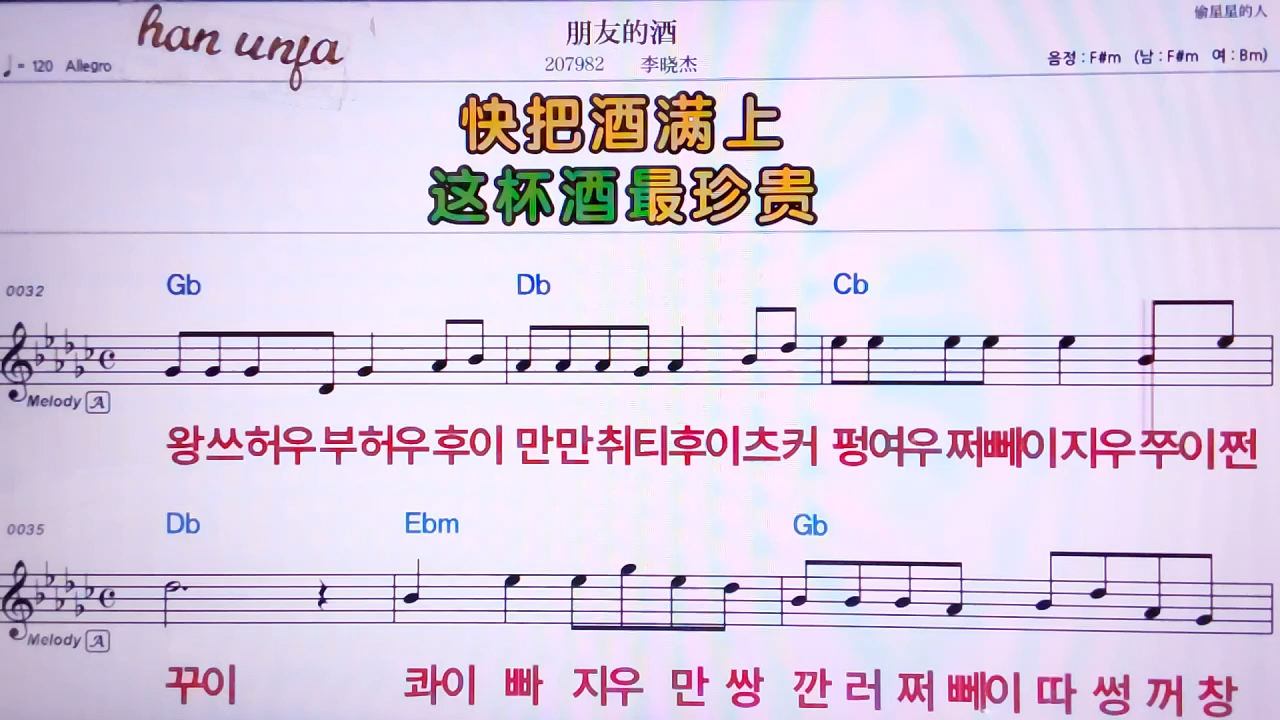 偷星星的人
han unfa
朋友的酒
♩= 120 Allegro
207982 李晓杰
음정 : F#m (남 : F#m 여 : Bm)
快把酒满上
这杯酒最珍贵
0032 Gb Db Cb
Melody A
왕쓰허우부허우후이 만만취티후이츠커 펑여우쩌뻬이지우쭈이쩐
0035 Db Ebm Gb
Melody A
꾸이 콰이 빠 지우 만 쌍 깐 러 쩌 뻬이 따 썽 꺼 창